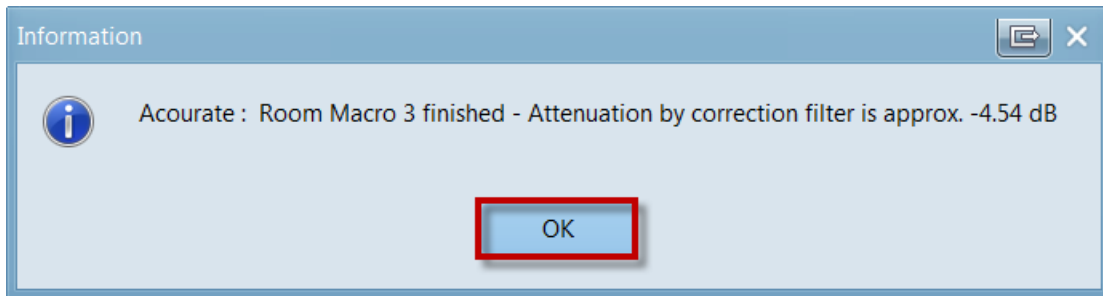 Information
Acourate : Room Macro 3 finished - Attenuation by correction filter is approx. -4.54 dB
OK